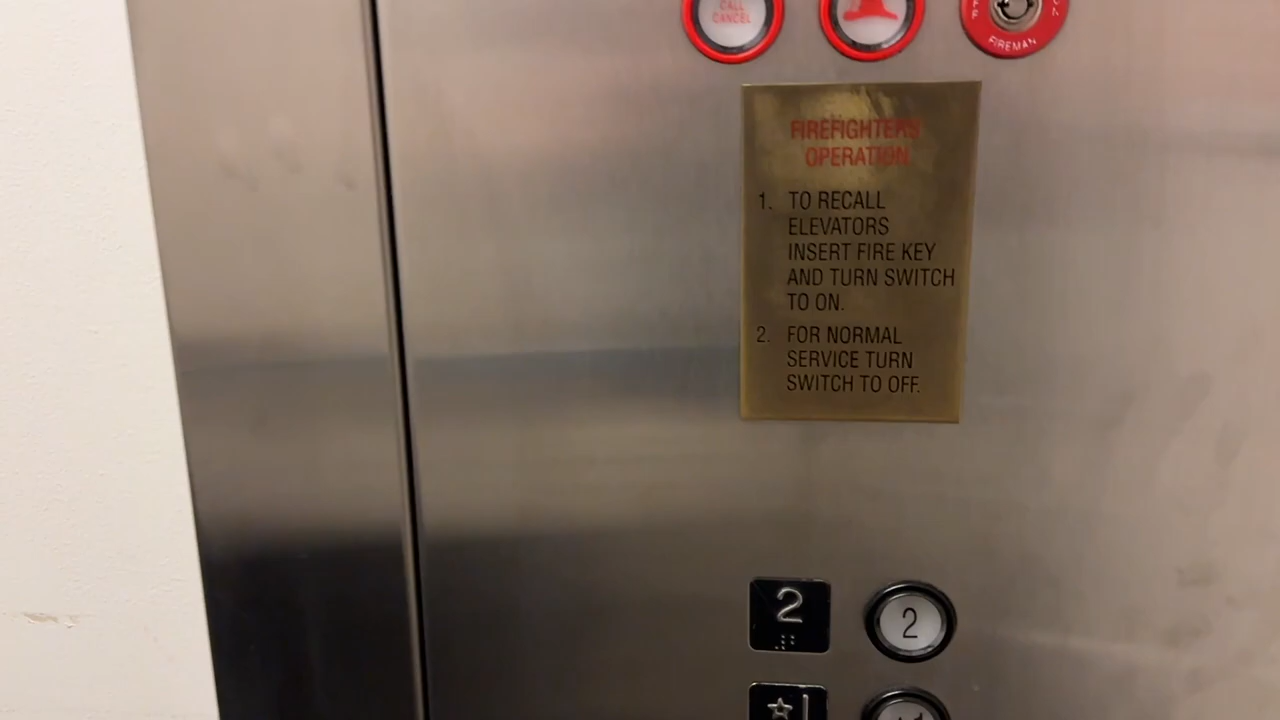 CALL
CANCEL
FIREMAN
FIREFIGHTERS
OPERATION
1. TO RECALL
ELEVATORS
INSERT FIRE KEY
AND TURN SWITCH
TO ON.
2. FOR NORMAL
SERVICE TURN
SWITCH TO OFF.
2 2
★1